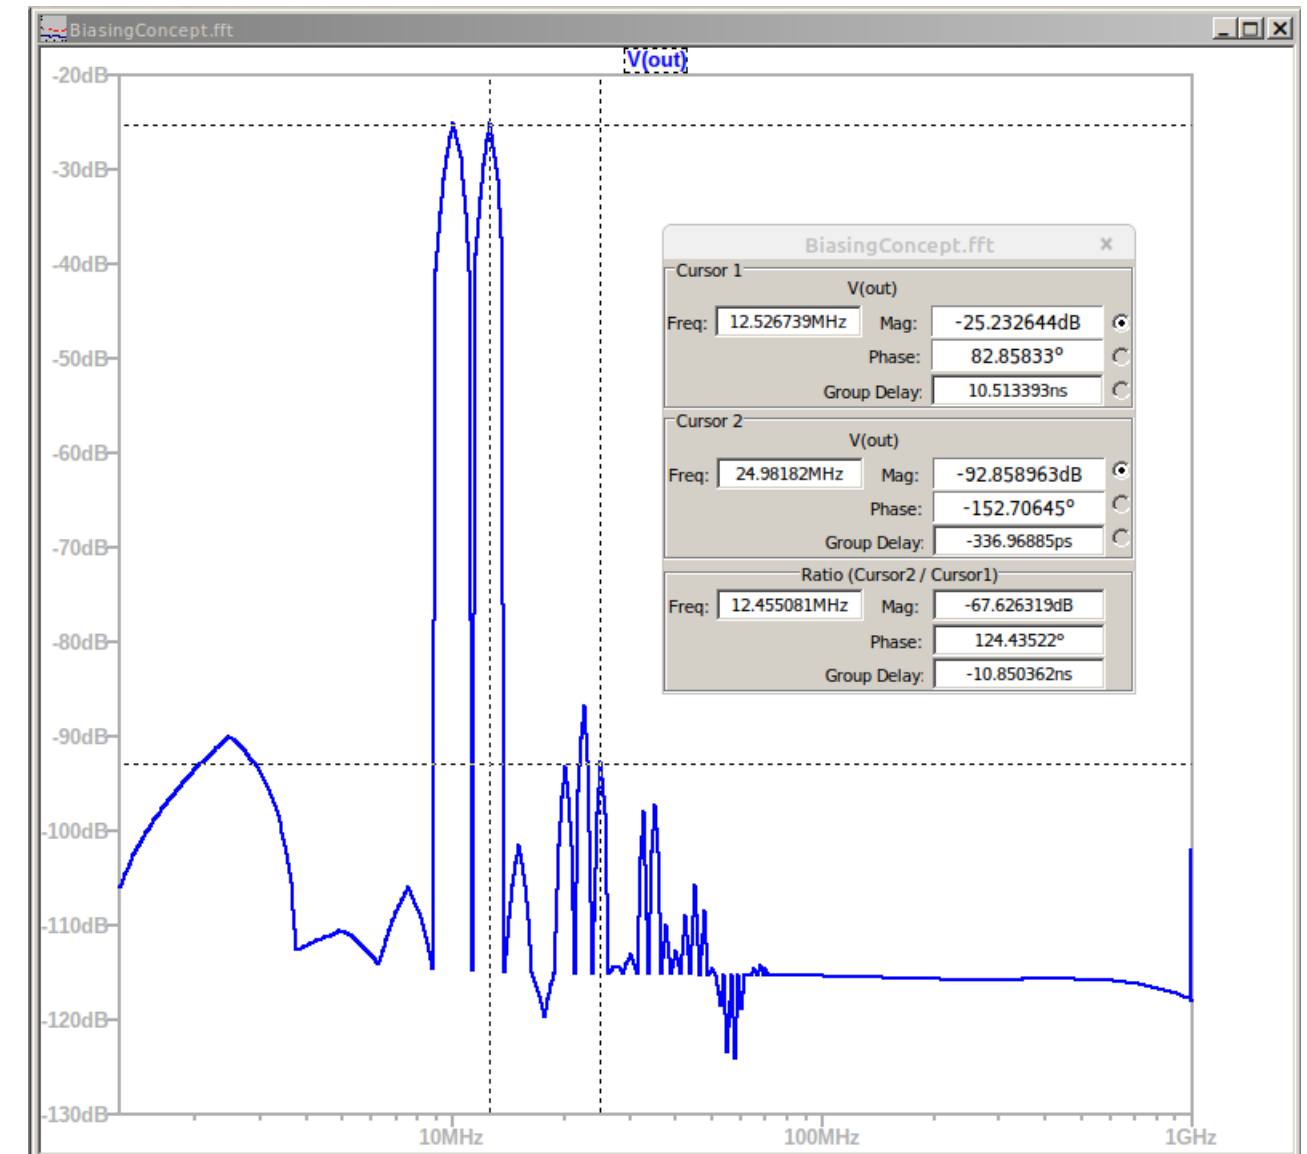 BiasingConcept.fft
V(out)
-20dB
-30dB
-40dB
-50dB
-60dB
-70dB
-80dB
-90dB
-100dB
-110dB
-120dB
-130dB
10MHz 100MHz 1GHz
BiasingConcept.fft ×
Cursor 1
V(out)
Freq: 12.526739MHz Mag: -25.232644dB
Phase: 82.85833º
Group Delay: 10.513393ns
Cursor 2
V(out)
Freq: 24.98182MHz Mag: -92.858963dB
Phase: -152.70645º
Group Delay: -336.96885ps
Ratio (Cursor2 / Cursor1)
Freq: 12.455081MHz Mag: -67.626319dB
Phase: 124.43522º
Group Delay: -10.850362ns